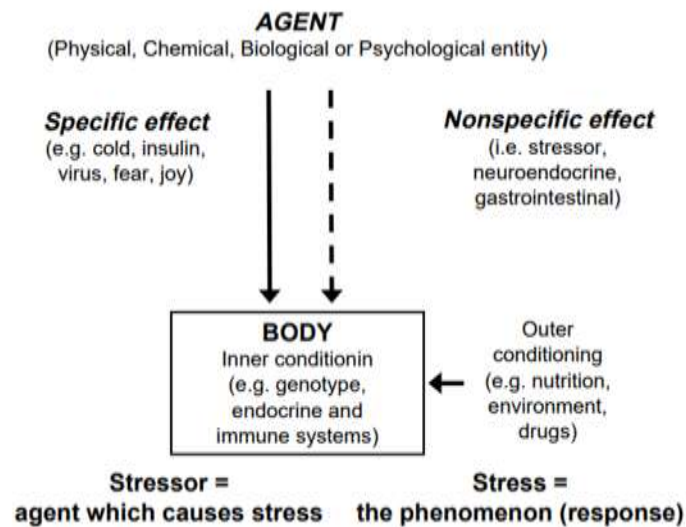 AGENT
(Physical, Chemical, Biological or Psychological entity)
Specific effect
(e.g. cold, insulin,
virus, fear, joy)
Nonspecific effect
(i.e. stressor,
neuroendocrine,
gastrointestinal)
BODY
Inner conditionin
(e.g. genotype,
endocrine and
immune systems)
Outer
conditioning
(e.g. nutrition,
environment,
drugs)
Stressor =
agent which causes stress
Stress =
the phenomenon (response)